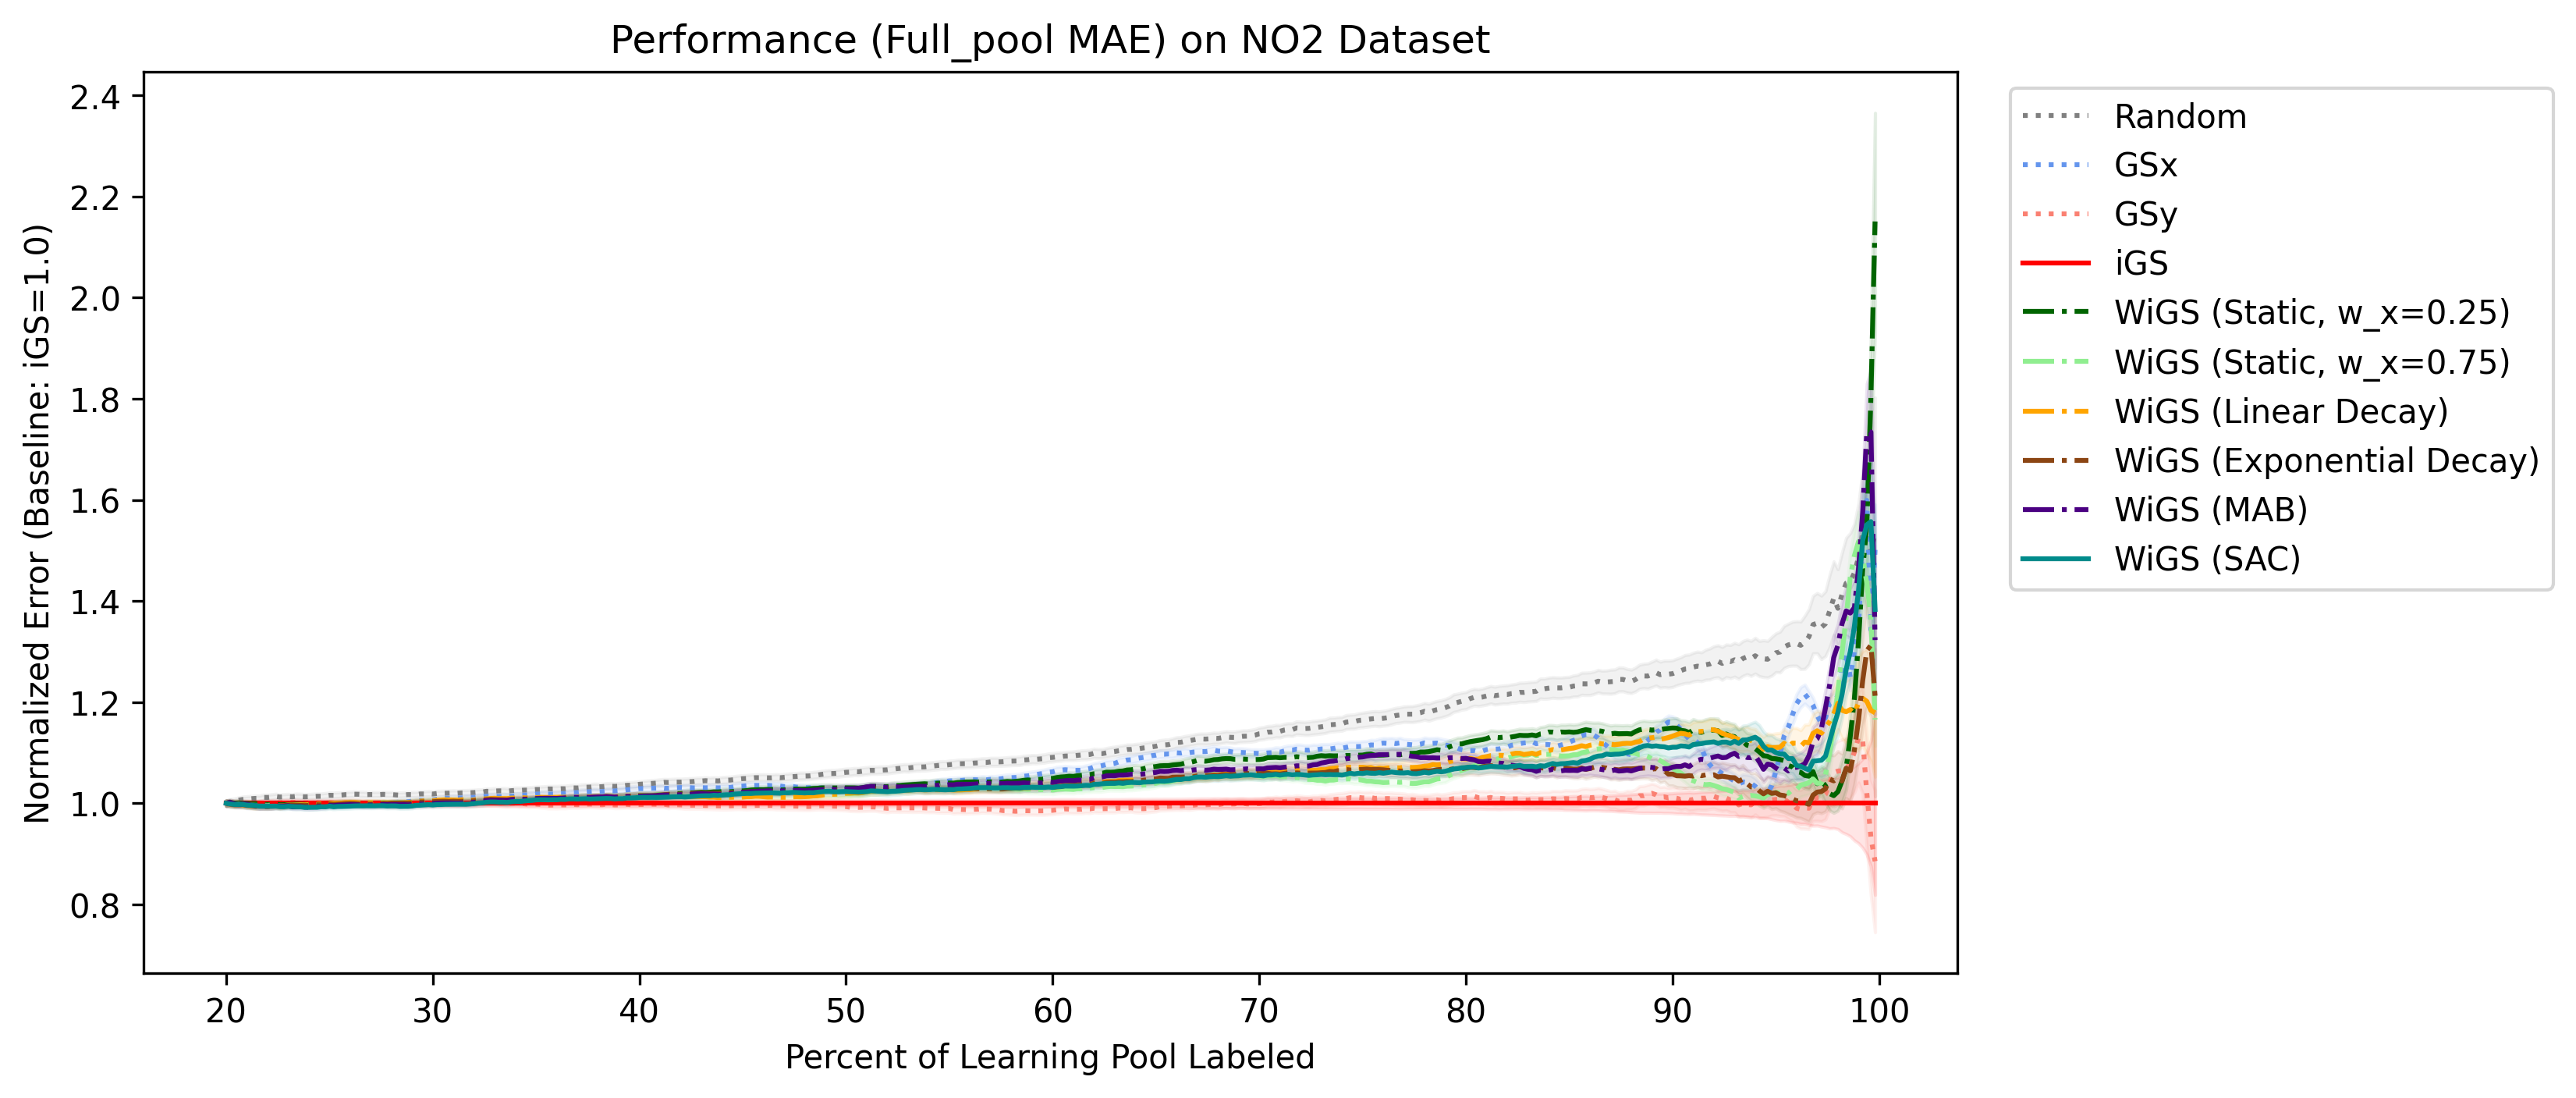 Performance (Full_pool MAE) on NO2 Dataset
Normalized Error (Baseline: iGS=1.0)
2.4
2.2
2.0
1.8
1.6
1.4
1.2
1.0
0.8
20 30 40 50 60 70 80 90 100
Percent of Learning Pool Labeled
Random
GSx
GSy
iGS
WiGS (Static, w_x=0.25)
WiGS (Static, w_x=0.75)
WiGS (Linear Decay)
WiGS (Exponential Decay)
WiGS (MAB)
WiGS (SAC)